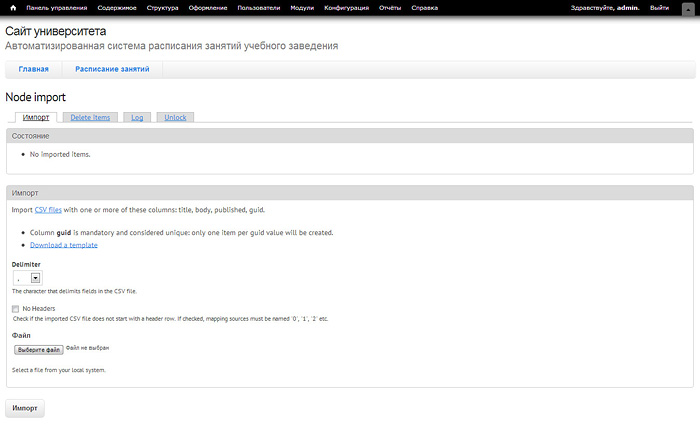 Панель управления Содержимое Структура Оформление Пользователи Модули Конфигурация Отчёты Справка Здравствуйте, admin. Выйти
Сайт университета
Автоматизированная система расписания занятий учебного заведения
Главная Расписание занятий
Node import
Импорт Delete items Log Unlock
Состояние
No imported items.
Импорт
Import CSV files with one or more of these columns: title, body, published, guid.
Column guid is mandatory and considered unique: only one item per guid value will be created.
Download a template
Delimiter
,
The character that delimits fields in the CSV file.
No Headers
Check if the imported CSV file does not start with a header row. If checked, mapping sources must be named '0', '1', '2' etc.
Файл
Выберите файл Файл не выбран
Select a file from your local system.
Импорт